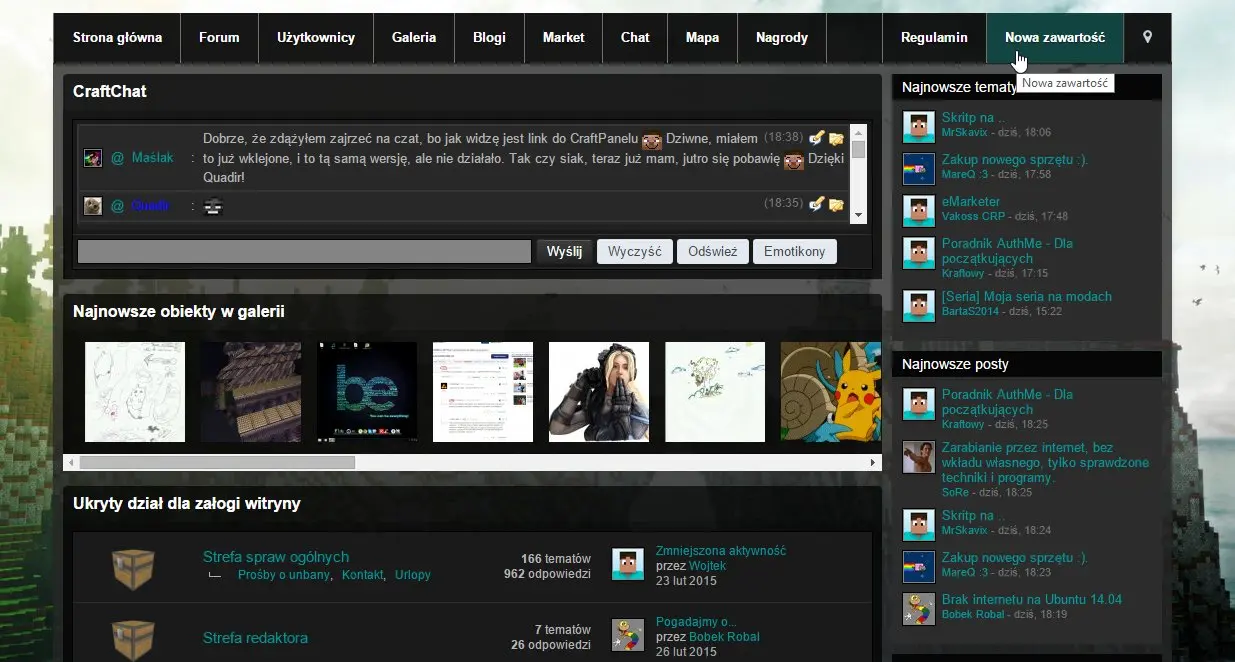 Strona główna Forum Użytkownicy Galeria Blogi Market Chat Mapa Nagrody Regulamin Nowa zawartość
Nowa zawartość
CraftChat
Dobrze, że zdążyłem zajrzeć na czat, bo jak widzę jest link do CraftPanelu Dziwne, miałem (18:38)
@ Maślak : to już wklejone, i to tą samą wersję, ale nie działało. Tak czy siak, teraz już mam, jutro się pobawię Dzięki
Quadir!
@ Quadir : (18:35)
Wyślij Wyczyść Odśwież Emotikony
Najnowsze obiekty w galerii
be
Ukryty dział dla załogi witryny
Strefa spraw ogólnych
Prośby o unbany, Kontakt, Urlopy
166 tematów
962 odpowiedzi
Zmniejszona aktywność
przez Wojtek
23 lut 2015
Strefa redaktora
7 tematów
26 odpowiedzi
Pogadajmy o...
przez Bobek Robal
26 lut 2015
Najnowsze tematy
Skritp na ..
MrSkavix - dziś, 18:06
Zakup nowego sprzętu :).
MareQ :3 - dziś, 17:58
eMarketer
Vakoss CRP - dziś, 17:48
Poradnik AuthMe - Dla
początkujących
Kraftowy - dziś, 17:15
[Seria] Moja seria na modach
BartaS2014 - dziś, 15:22
Najnowsze posty
Poradnik AuthMe - Dla
początkujących
Kraftowy - dziś, 18:25
Zarabianie przez internet, bez
wkładu własnego, tylko sprawdzone
techniki i programy.
SoRe - dziś, 18:25
Skritp na ..
MrSkavix - dziś, 18:24
Zakup nowego sprzętu :).
MareQ :3 - dziś, 18:23
Brak internetu na Ubuntu 14.04
Bobek Robal - dziś, 18:19